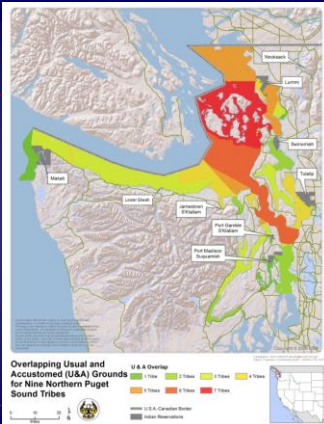 Nooksack
Lummi
Swinomish
Makah
Tulalip
Lower Elwah
Jamestown
S'Klallam
Port Gamble
S'Klallam
Port Madison
Suquamish
Overlapping Usual and
Accustomed (U&A) Grounds
for Nine Northern Puget
Sound Tribes
U & A Overlap
1 Tribe
2 Tribes
3 Tribes
4 Tribes
5 Tribes
6 Tribes
7 Tribes
U.S.A.-Canadian Border
Indian Reservations